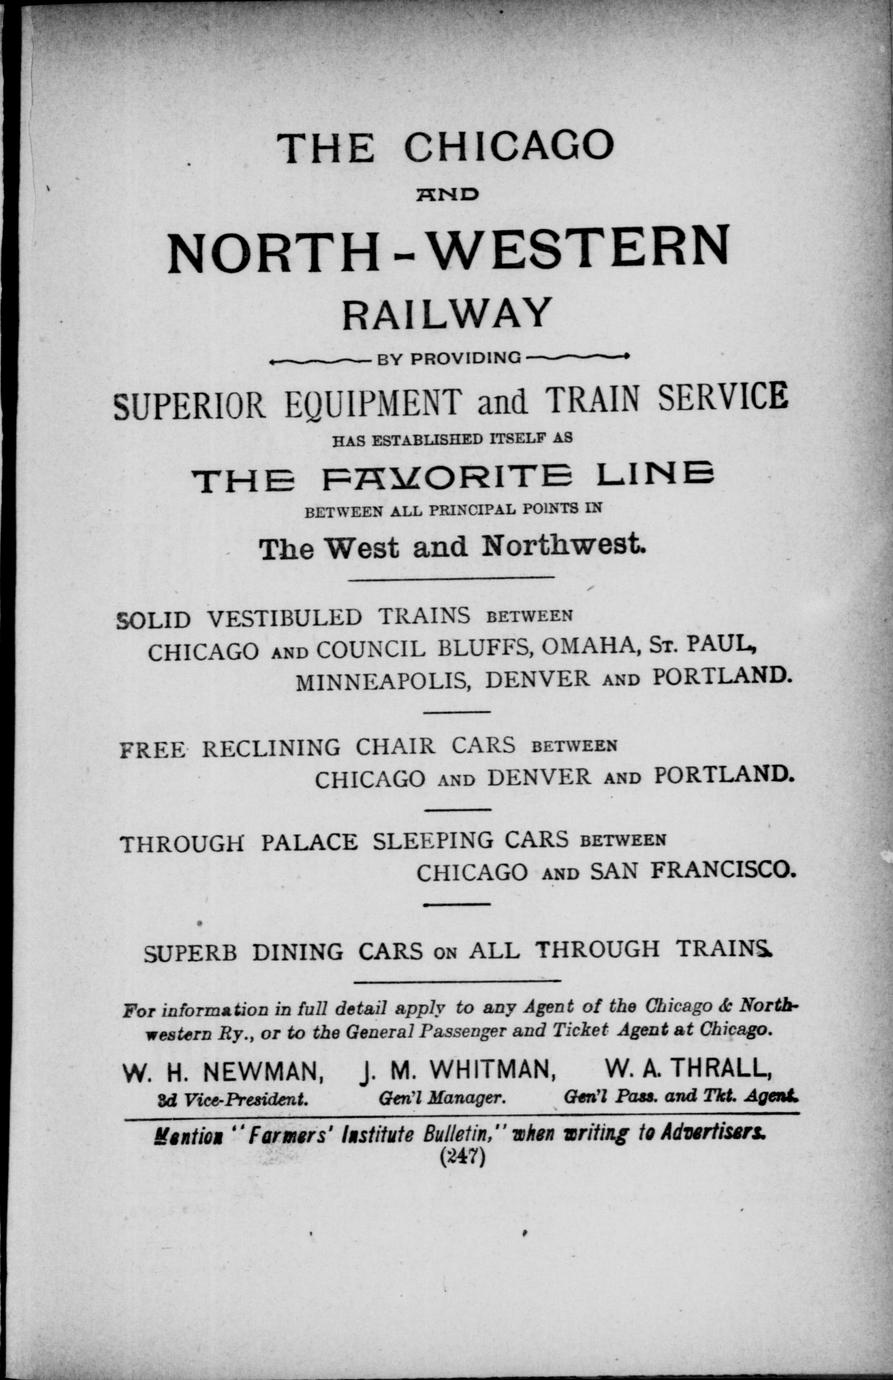 THE CHICAGO
AND
NORTH-WESTERN
RAILWAY
BY PROVIDING
SUPERIOR EQUIPMENT and TRAIN SERVICE
HAS ESTABLISHED ITSELF AS
THE FAVORITE LINE
BETWEEN ALL PRINCIPAL POINTS IN
The West and Northwest.
SOLID VESTIBULED TRAINS BETWEEN
CHICAGO AND COUNCIL BLUFFS, OMAHA, ST. PAUL,
MINNEAPOLIS, DENVER AND PORTLAND.
FREE RECLINING CHAIR CARS BETWEEN
CHICAGO AND DENVER AND PORTLAND.
THROUGH PALACE SLEEPING CARS BETWEEN
CHICAGO AND SAN FRANCISCO.
SUPERB DINING CARS ON ALL THROUGH TRAINS.
For information in full detail apply to any Agent of the Chicago & North-
western Ry., or to the General Passenger and Ticket Agent at Chicago.
W. H. NEWMAN, J. M. WHITMAN, W. A. THRALL,
3d Vice-President. Gen'l Manager. Gen'l Pass. and Tkt. Agent.
Mention "Farmers' Institute Bulletin," when writing to Advertisers.
(247)